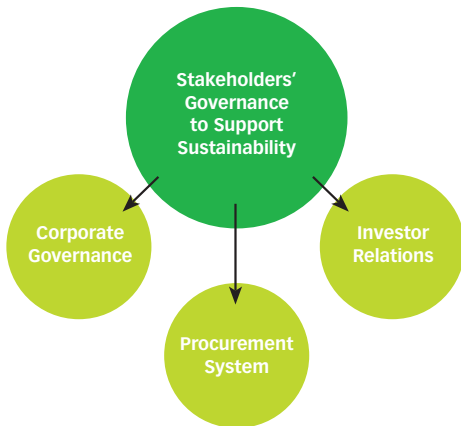 Stakeholders'
Governance
to Support
Sustainability
Corporate
Governance
Investor
Relations
Procurement
System